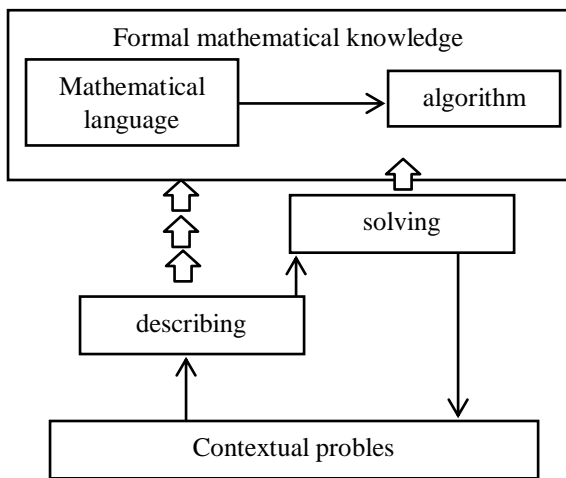 Formal mathematical knowledge
Mathematical
language
algorithm
solving
describing
Contextual probles